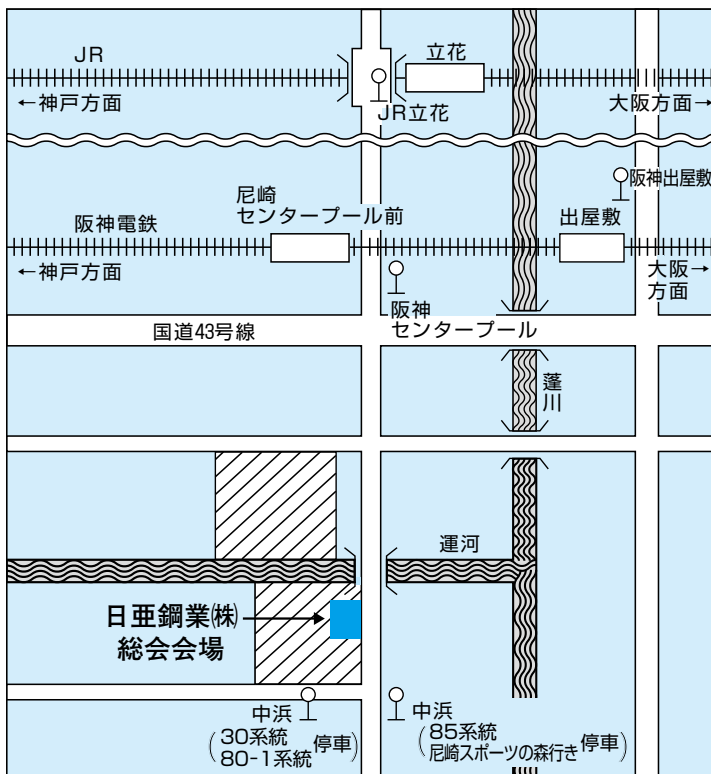 JR
立花
←神戸方面
JR立花
大阪方面→
阪神出屋敷
尼崎
センタープール前
阪神電鉄
出屋敷
←神戸方面
大阪→
方面
阪神
センタープール
国道43号線
蓬川
運河
日亜鋼業㈱
総会会場
中浜
(30系統
80-1系統 停車)
中浜
(85系統
尼崎スポーツの森行き 停車)